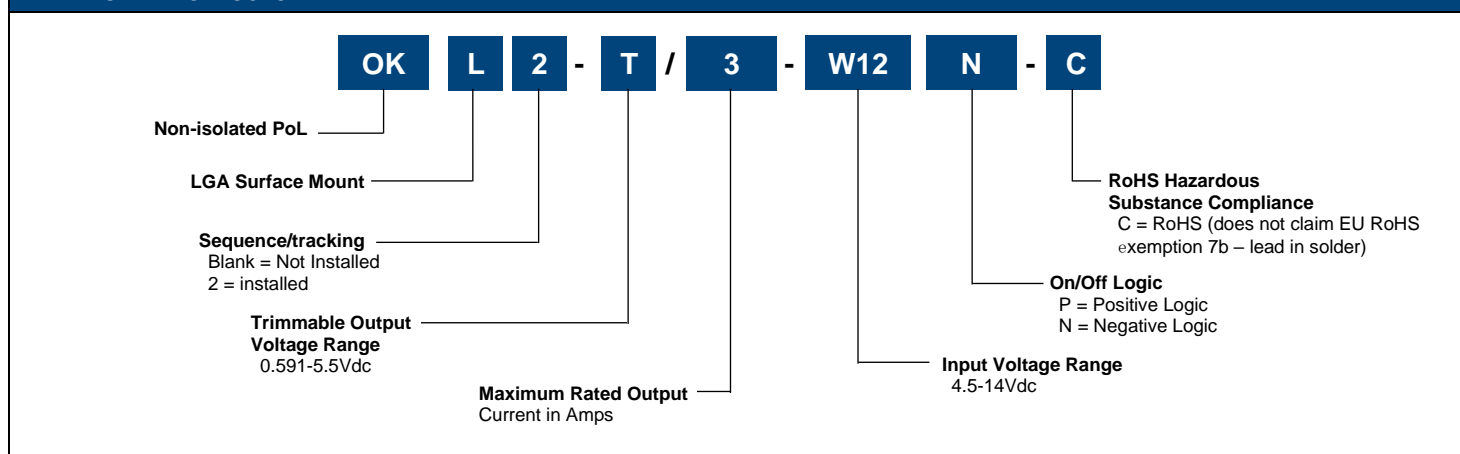 OK L 2 - T / 3 - W12 N - C
Non-isolated PoL
LGA Surface Mount
Sequence/tracking
Blank = Not Installed
2 = installed
Trimmable Output
Voltage Range
0.591-5.5Vdc
Maximum Rated Output
Current in Amps
RoHS Hazardous
Substance Compliance
C = RoHS (does not claim EU RoHS
exemption 7b – lead in solder)
On/Off Logic
P = Positive Logic
N = Negative Logic
Input Voltage Range
4.5-14Vdc